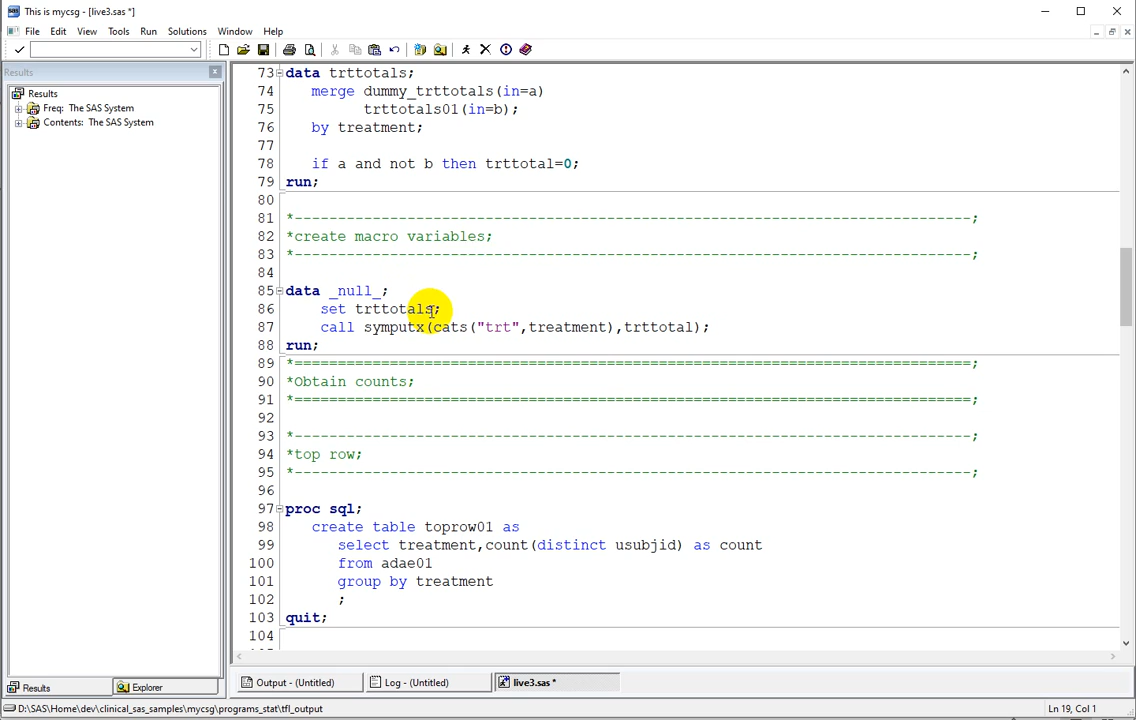 This is mycsg - [live3.sas *]
File Edit View Tools Run Solutions Window Help
Results
Results
Freq: The SAS System
Contents: The SAS System
73 data trttotals;
74 merge dummy_trttotals(in=a)
75 trttotals01(in=b);
76 by treatment;
77
78 if a and not b then trttotal=0;
79 run;
80
81 *------------------------------------------------------------------------------;
82 *create macro variables;
83 *------------------------------------------------------------------------------;
84
85 data _null_;
86 set trttotals;
87 call symputx(cats("trt",treatment),trttotal);
88 run;
89 *==============================================================================;
90 *Obtain counts;
91 *==============================================================================;
92
93 *------------------------------------------------------------------------------;
94 *top row;
95 *------------------------------------------------------------------------------;
96
97 proc sql;
98 create table toprow01 as
99 select treatment,count(distinct usubjid) as count
100 from adae01
101 group by treatment
102 ;
103 quit;
104
Results Explorer
Output - (Untitled) Log - (Untitled) live3.sas *
D:\SAS\Home\dev\clinical_sas_samples\mycsg\programs_stat\tfl_output
Ln 19, Col 1